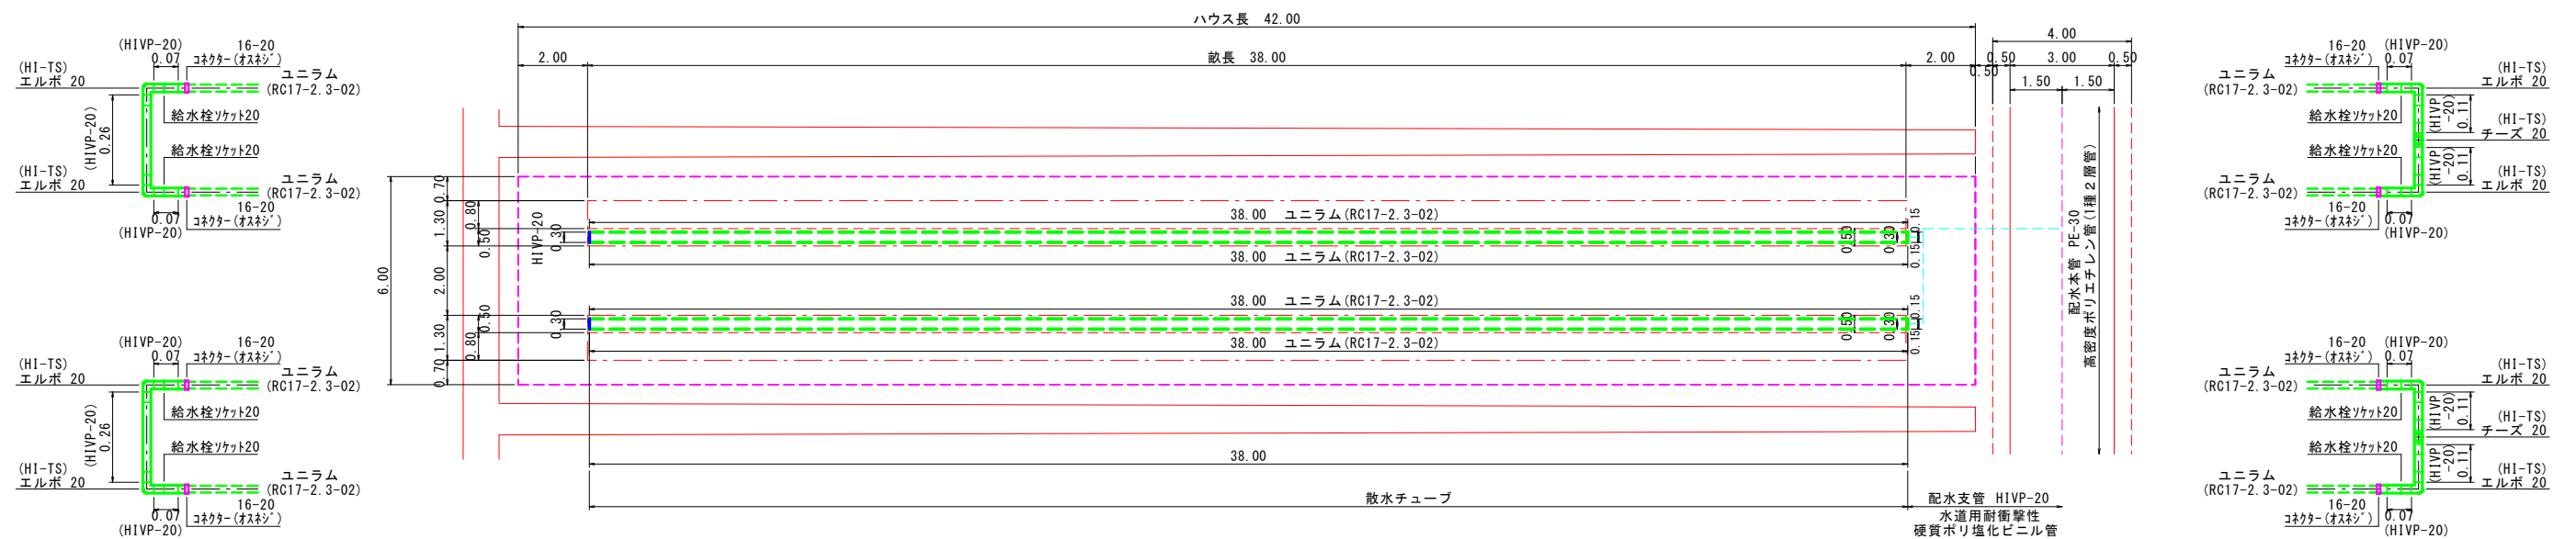 (HIVP-20)
0.07
16-20
コネクター(オスネジ)
(HI-TS)
エルボ 20
ユニラム
(RC17-2.3-02)
給水栓ソケット20
(HIVP-20)
0.26
給水栓ソケット20
(HI-TS)
エルボ 20
ユニラム
(RC17-2.3-02)
0.07
(HIVP-20)
16-20
コネクター(オスネジ)
(HIVP-20)
0.07
16-20
コネクター(オスネジ)
(HI-TS)
エルボ 20
ユニラム
(RC17-2.3-02)
給水栓ソケット20
(HIVP-20)
0.26
給水栓ソケット20
(HI-TS)
エルボ 20
ユニラム
(RC17-2.3-02)
0.07
(HIVP-20)
16-20
コネクター(オスネジ)
ハウス長 42.00
2.00
畝長 38.00
2.00
0.50
4.00
0.50
3.00
0.50
1.50
1.50
6.00
0.70
1.30
2.00
1.30
0.70
0.80
0.50
0.50
0.80
HIVP-20
0.30
0.30
38.00 ユニラム(RC17-2.3-02)
38.00 ユニラム(RC17-2.3-02)
38.00 ユニラム(RC17-2.3-02)
38.00 ユニラム(RC17-2.3-02)
0.50
0.30
0.15
0.15
0.50
0.30
0.15
0.15
配水本管 PE-30
高密度ポリエチレン管(1種2層管)
38.00
散水チューブ
配水支管 HIVP-20
水道用耐衝撃性
硬質ポリ塩化ビニル管
16-20
コネクター(オスネジ)
(HIVP-20)
0.07
ユニラム
(RC17-2.3-02)
(HI-TS)
エルボ 20
給水栓ソケット20
(HIVP
-20)
0.11
(HI-TS)
チーズ 20
給水栓ソケット20
(HIVP
-20)
0.11
ユニラム
(RC17-2.3-02)
(HI-TS)
エルボ 20
16-20
コネクター(オスネジ)
0.07
(HIVP-20)
16-20
コネクター(オスネジ)
(HIVP-20)
0.07
ユニラム
(RC17-2.3-02)
(HI-TS)
エルボ 20
給水栓ソケット20
(HIVP
-20)
0.11
(HI-TS)
チーズ 20
給水栓ソケット20
(HIVP
-20)
0.11
ユニラム
(RC17-2.3-02)
(HI-TS)
エルボ 20
16-20
コネクター(オスネジ)
0.07
(HIVP-20)